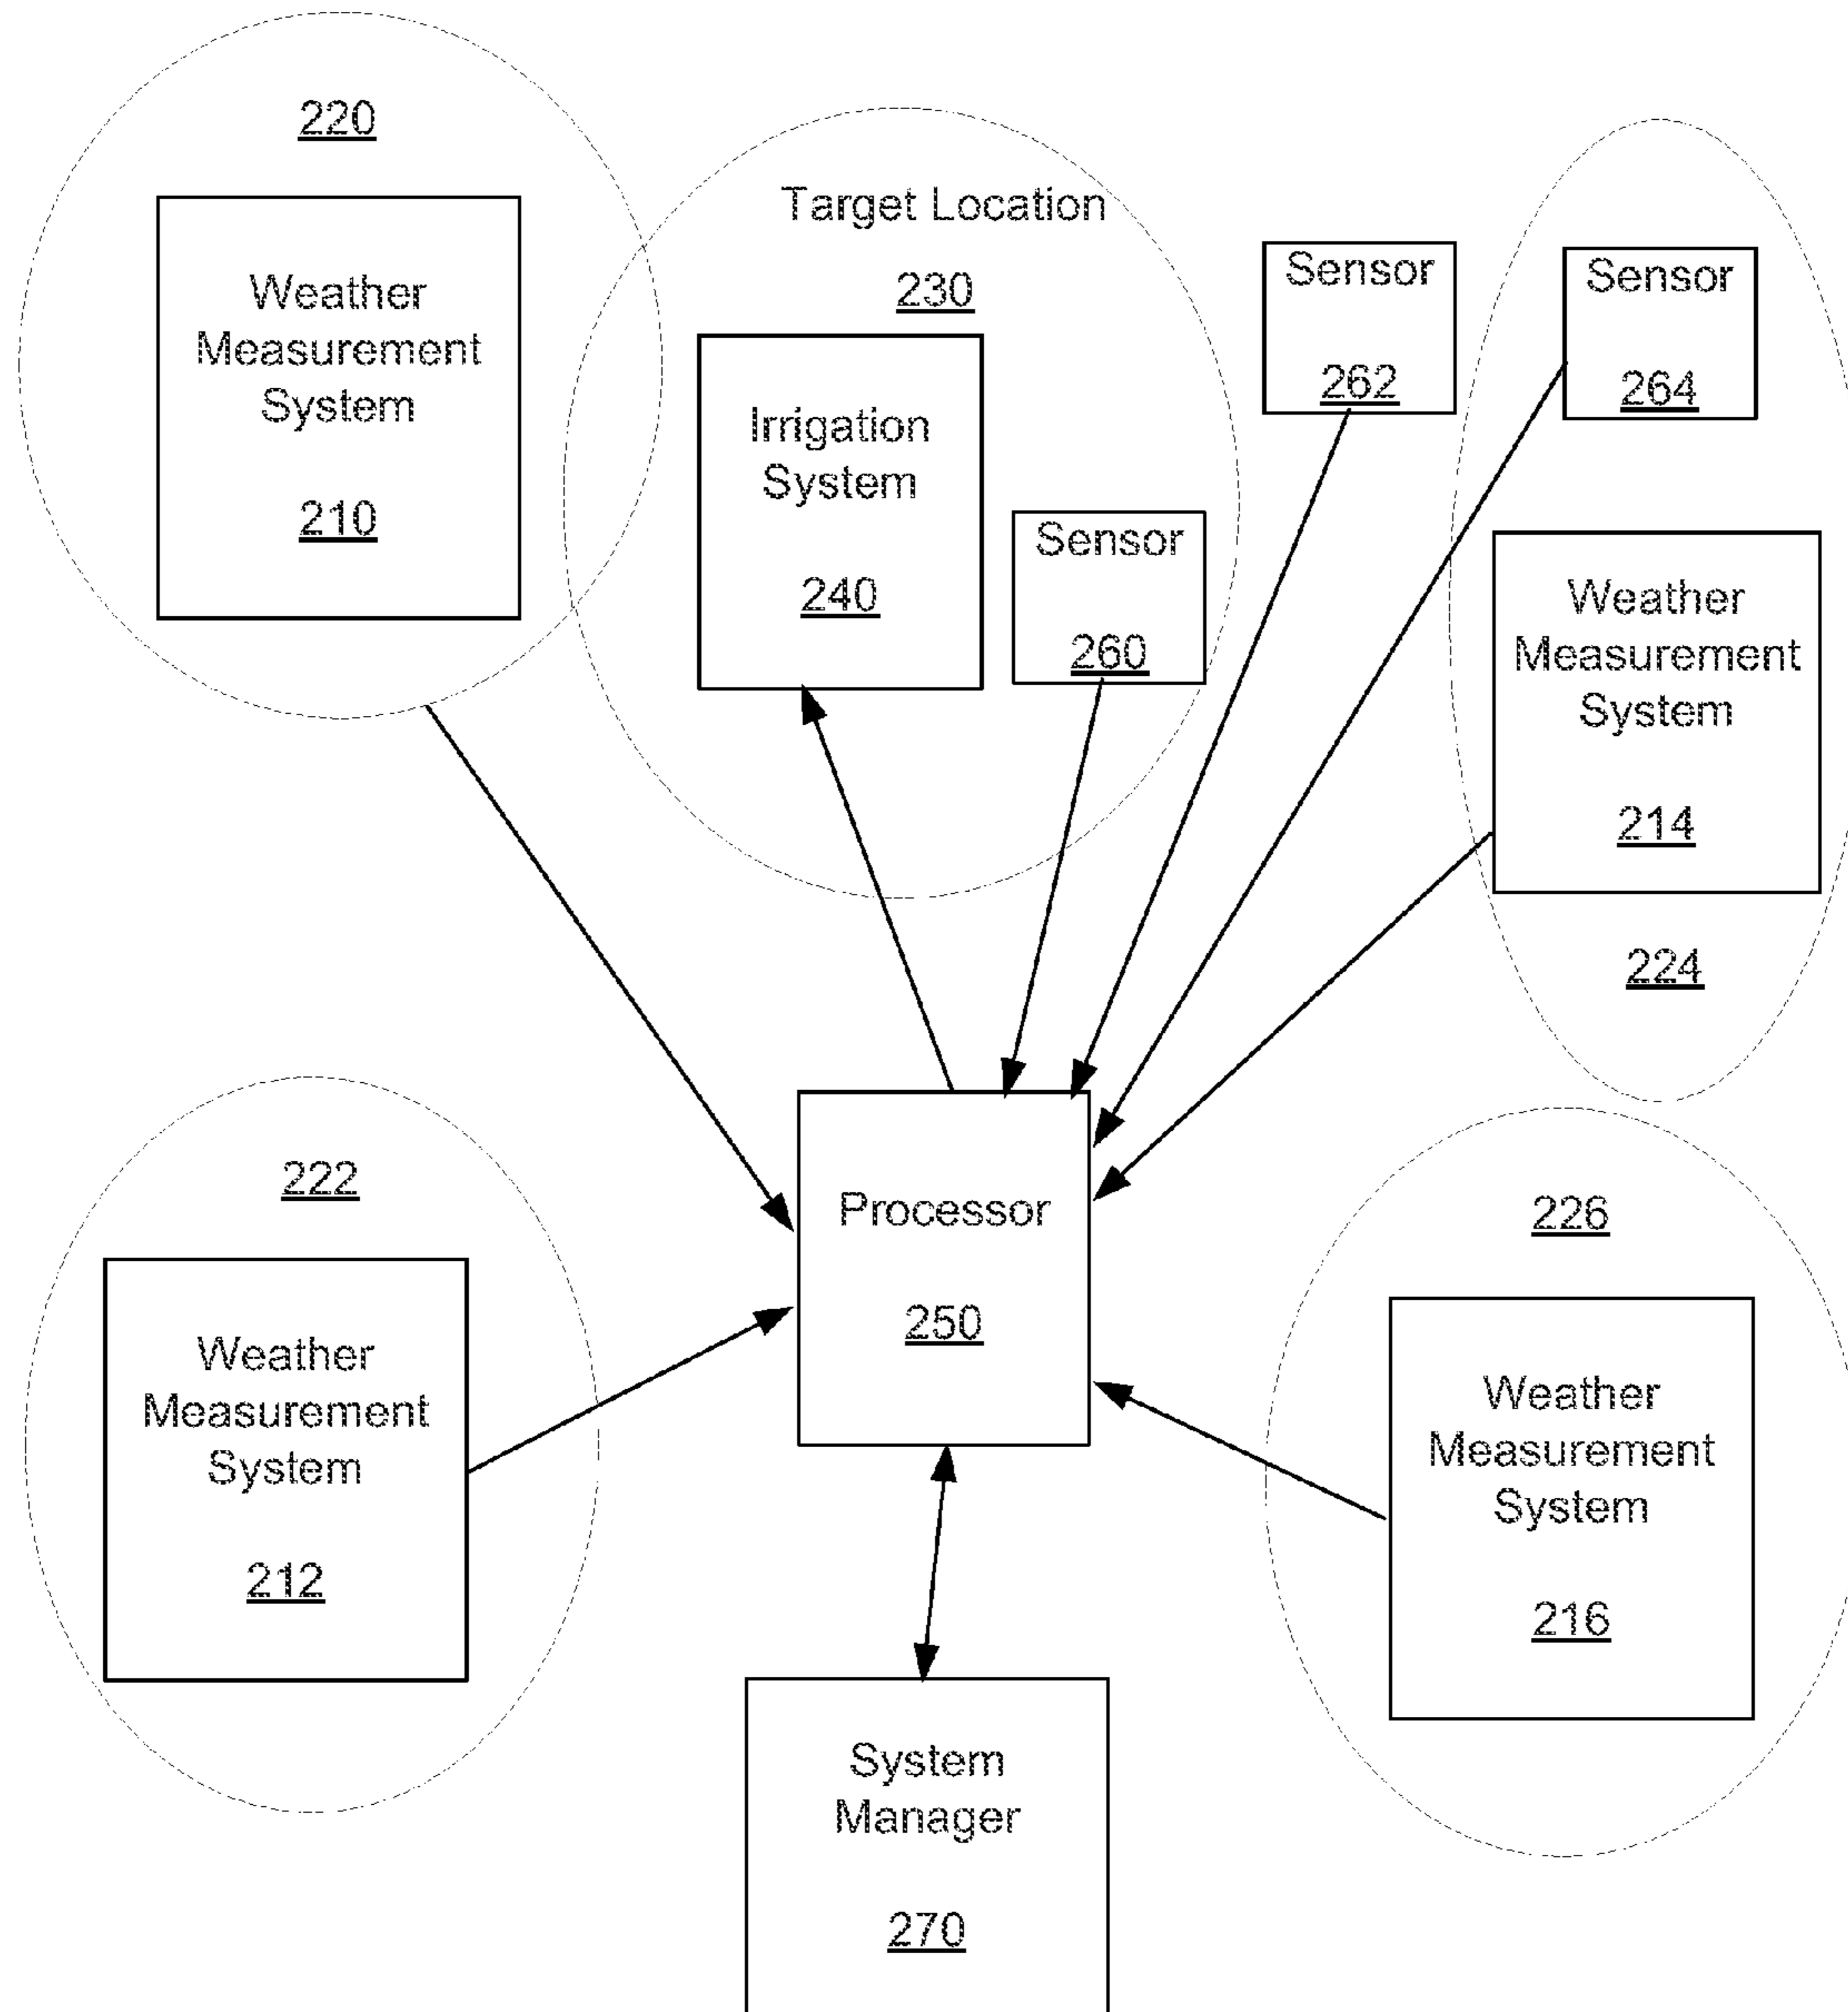 220
Weather
Measurement
System
210
Target Location
230
Irrigation
System
240
Sensor
260
Sensor
262
Sensor
264
Weather
Measurement
System
214
224
222
Weather
Measurement
System
212
Processor
250
226
Weather
Measurement
System
216
System
Manager
270